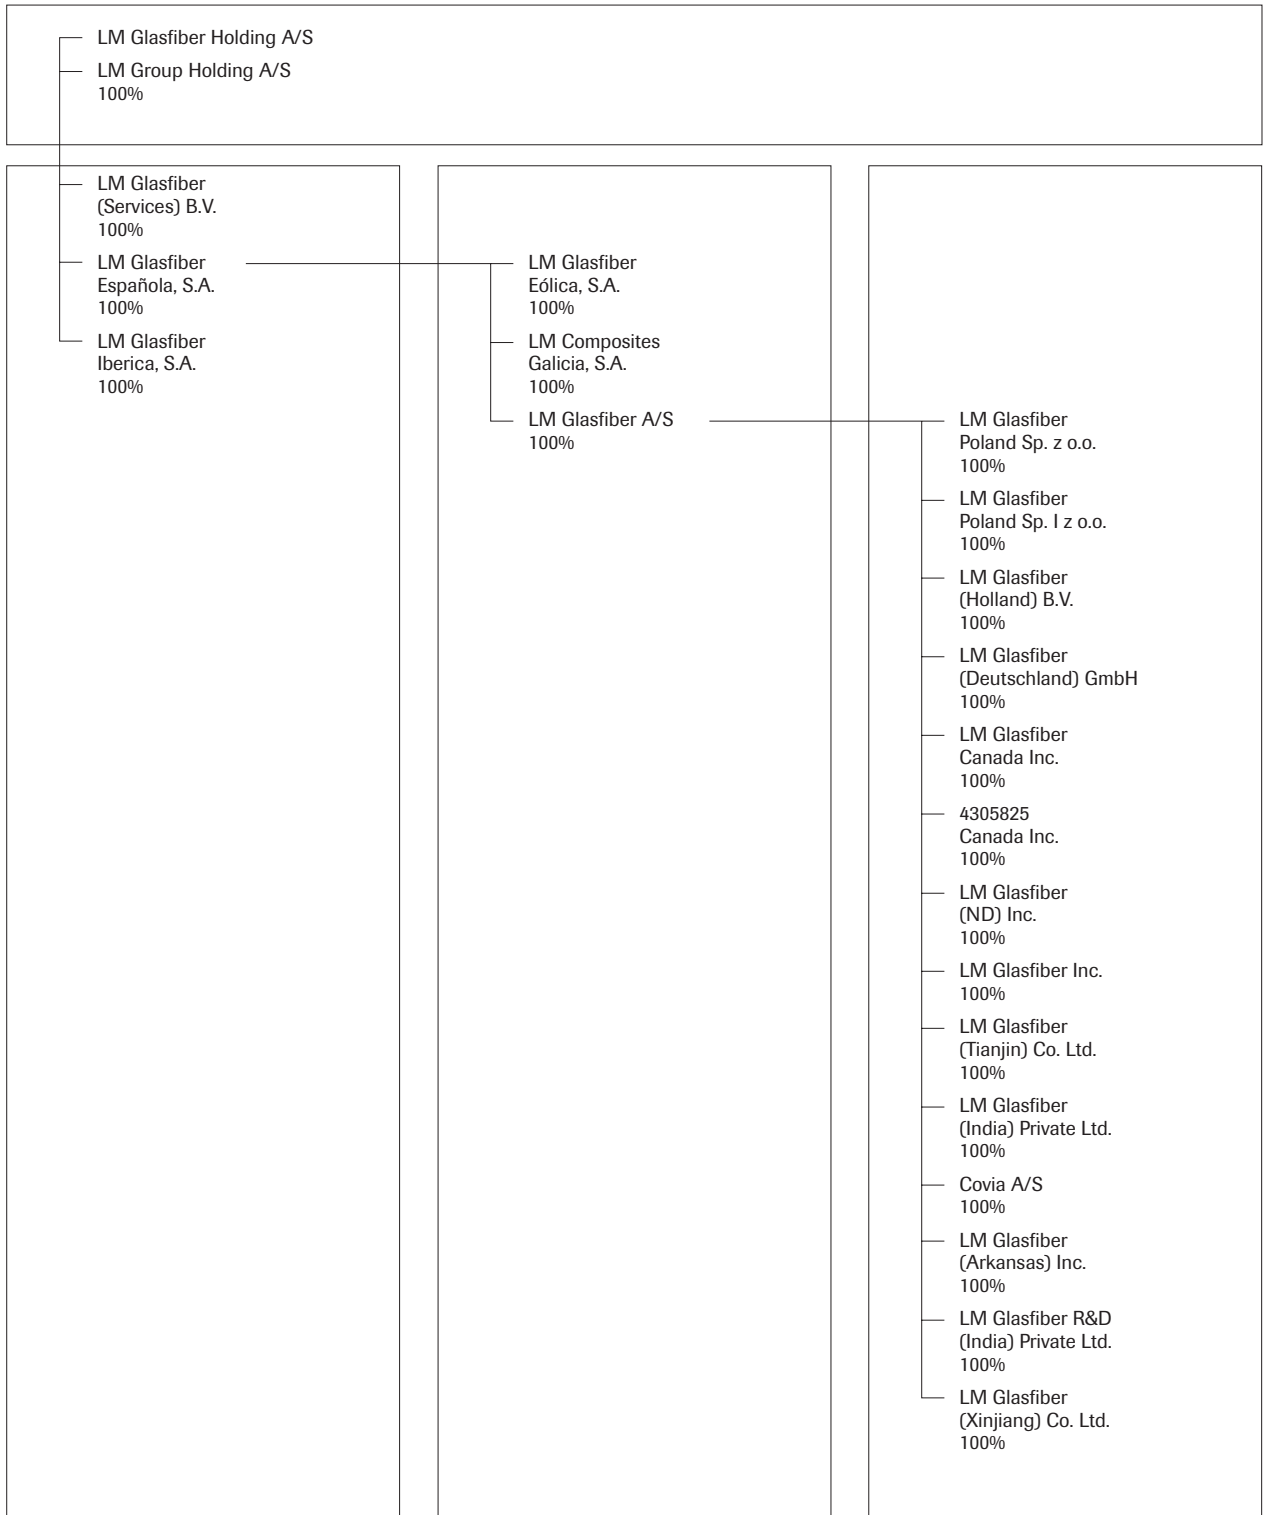 LM Glasfiber Holding A/S
LM Group Holding A/S
100%
LM Glasfiber
(Services) B.V.
100%
LM Glasfiber
Española, S.A.
100%
LM Glasfiber
Iberica, S.A.
100%
LM Glasfiber
Eólica, S.A.
100%
LM Composites
Galicia, S.A.
100%
LM Glasfiber A/S
100%
LM Glasfiber
Poland Sp. z o.o.
100%
LM Glasfiber
Poland Sp. I z o.o.
100%
LM Glasfiber
(Holland) B.V.
100%
LM Glasfiber
(Deutschland) GmbH
100%
LM Glasfiber
Canada Inc.
100%
4305825
Canada Inc.
100%
LM Glasfiber
(ND) Inc.
100%
LM Glasfiber Inc.
100%
LM Glasfiber
(Tianjin) Co. Ltd.
100%
LM Glasfiber
(India) Private Ltd.
100%
Covia A/S
100%
LM Glasfiber
(Arkansas) Inc.
100%
LM Glasfiber R&D
(India) Private Ltd.
100%
LM Glasfiber
(Xinjiang) Co. Ltd.
100%